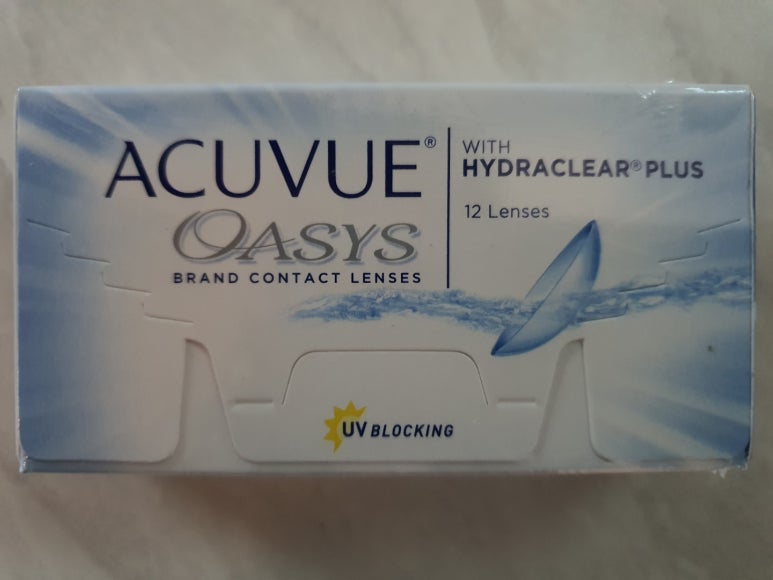 ACUVUE®
OASYS
BRAND CONTACT LENSES
WITH
HYDRACLEAR® PLUS
12 Lenses
UV BLOCKING